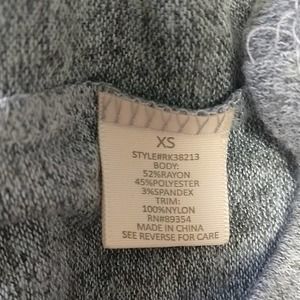 XS
STYLE#RK38213
BODY:
52%RAYON
45%POLYESTER
3%SPANDEX
TRIM:
100%NYLON
RN#89354
MADE IN CHINA
SEE REVERSE FOR CARE